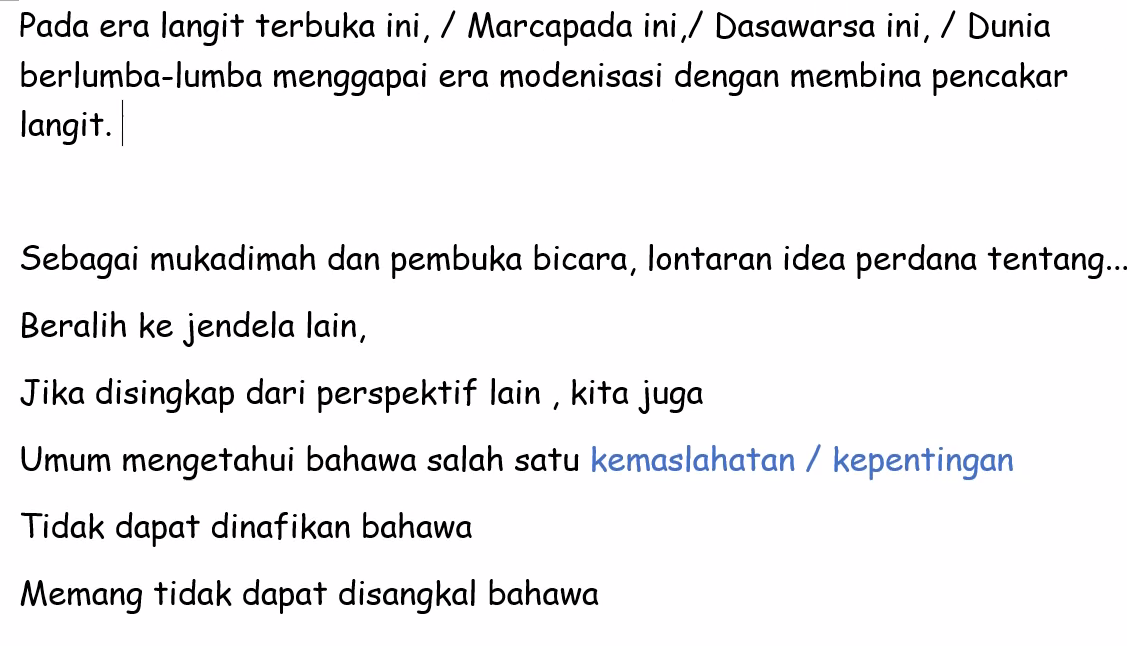 Pada era langit terbuka ini, / Marcapada ini,/ Dasawarsa ini, / Dunia
berlumba-lumba menggapai era modenisasi dengan membina pencakar
langit.
Sebagai mukadimah dan pembuka bicara, lontaran idea perdana tentang...
Beralih ke jendela lain,
Jika disingkap dari perspektif lain , kita juga
Umum mengetahui bahawa salah satu kemaslahatan / kepentingan
Tidak dapat dinafikan bahawa
Memang tidak dapat disangkal bahawa